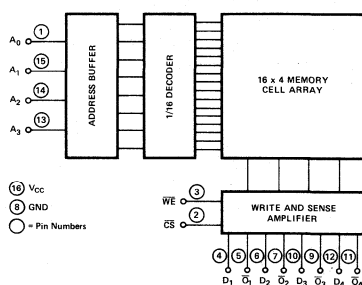 A0 1
A1 15
A2 14
A3 13
ADDRESS BUFFER
1/16 DECODER
16 x 4 MEMORY
CELL ARRAY
16 VCC
8 GND
= Pin Numbers
WE 3
CS 2
WRITE AND SENSE
AMPLIFIER
4 5 6 7 10 9 12 11
D1 O1 D2 O2 D3 O3 D4 O4